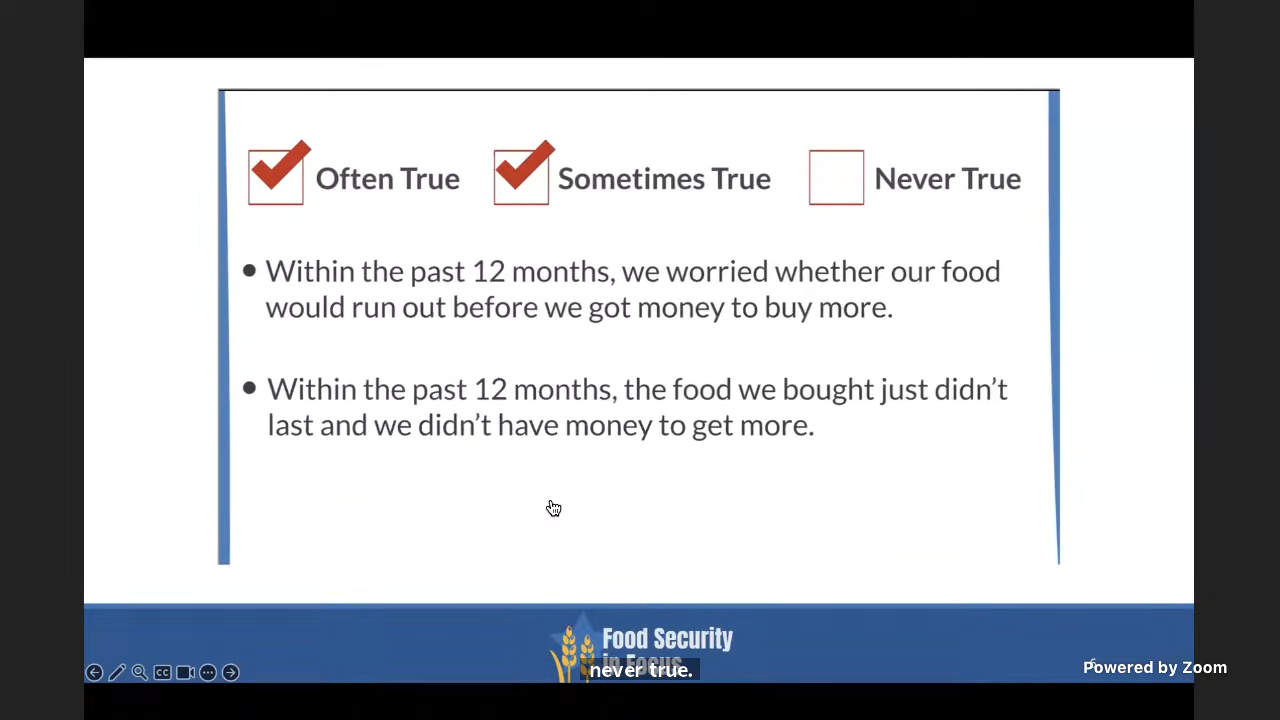 Often True Sometimes True Never True
• Within the past 12 months, we worried whether our food
would run out before we got money to buy more.
• Within the past 12 months, the food we bought just didn’t
last and we didn’t have money to get more.
Food Security
in Focus
never true.
CC
Powered by Zoom